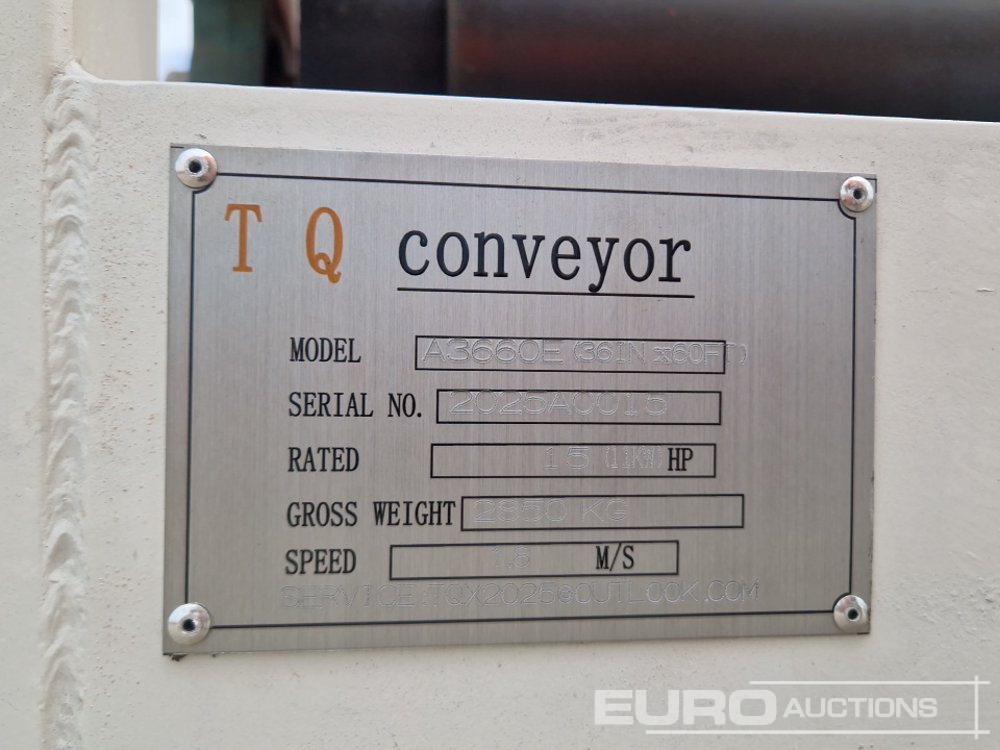 T Q conveyor
MODEL A3660E (36IN x60FT)
SERIAL NO. 2025A0015
RATED 15 (11KW) HP
GROSS WEIGHT 2850 KG
SPEED 1.8 M/S
SERVICE:TQX2025@OUTLOOK.COM
EURO AUCTIONS